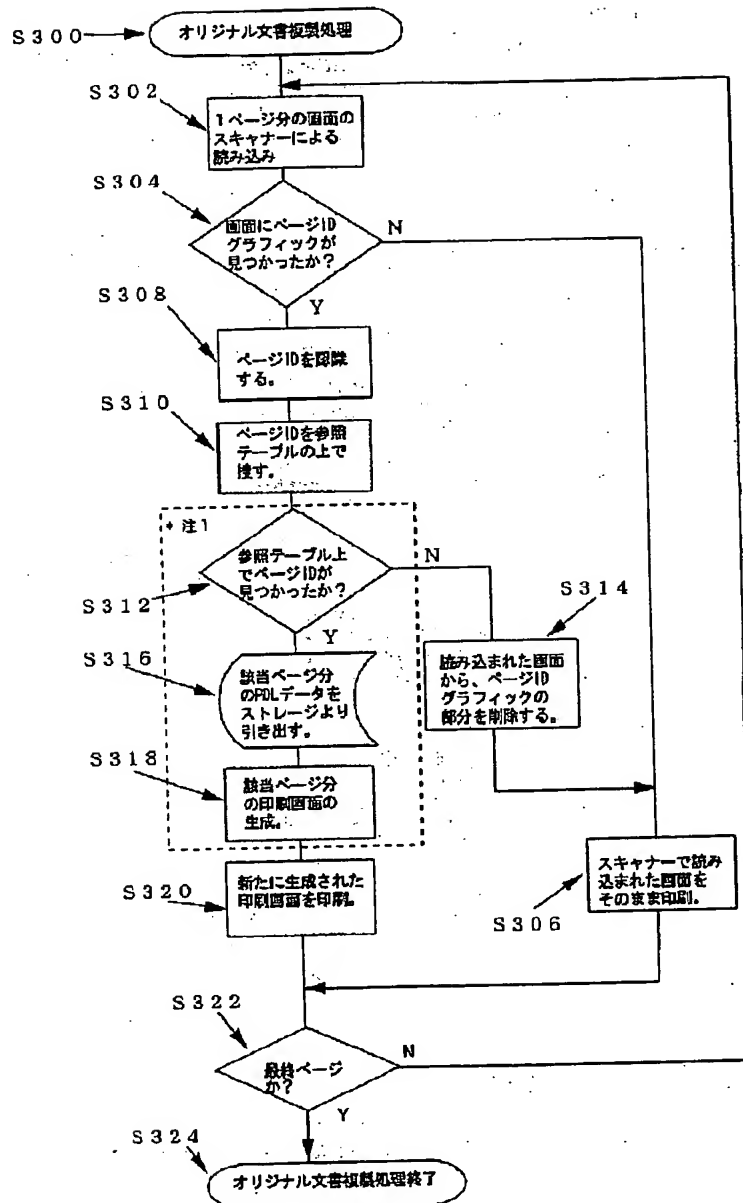 S300
オリジナル文書複製処理
S302
1ページ分の画面の
スキャナーによる
読み込み
S304
画面にページID
グラフィックが
見つかったか?
N
Y
S308
ページIDを認識
する。
S310
ページIDを参照
テーブルの上で
捜す。
* 注1
参照テーブル上
でページIDが
見つかったか?
N
S312
Y
S314
読み込まれた画面
から、ページID
グラフィックの
部分を削除する。
S316
該当ページ分
のPDLデータを
ストレージより
引き出す。
S318
該当ページ分
の印刷画面の
生成。
S320
新たに生成された
印刷画面を印刷。
スキャナーで読み
込まれた画面を
そのまま印刷。
S306
S322
最終ページ
か?
N
Y
S324
オリジナル文書複製処理終了